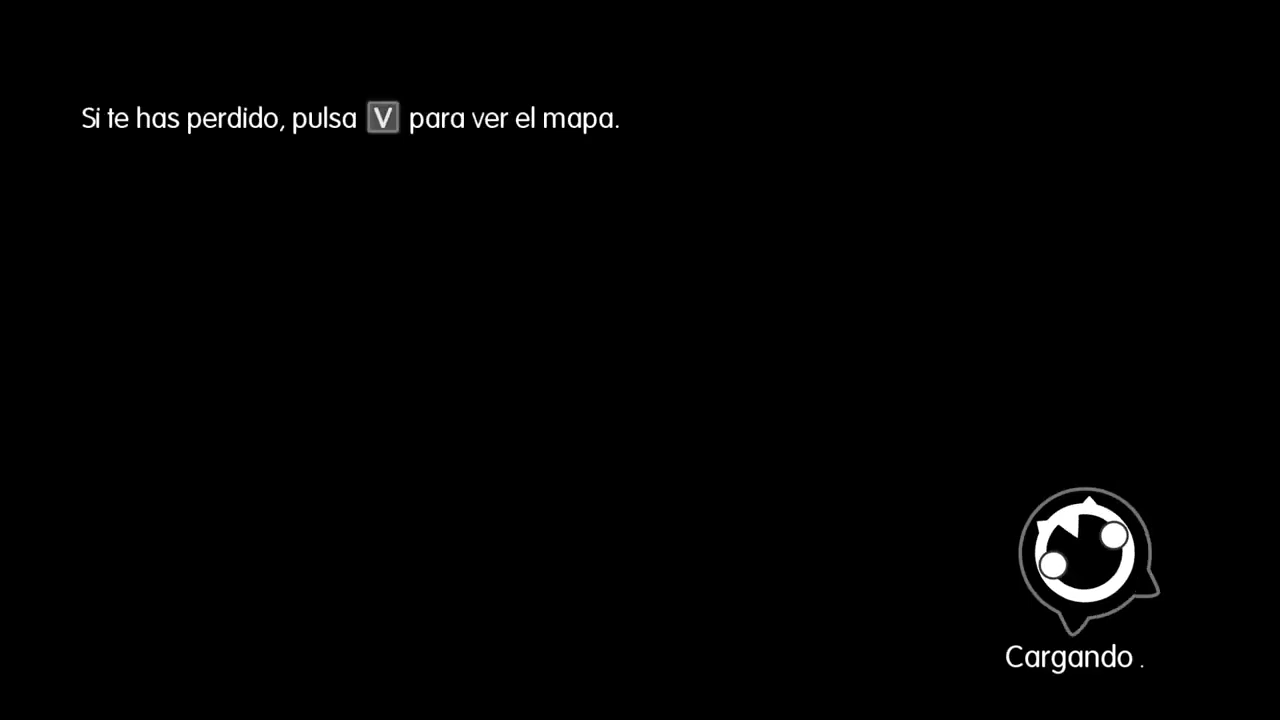 Si te has perdido, pulsa V para ver el mapa.
Cargando .